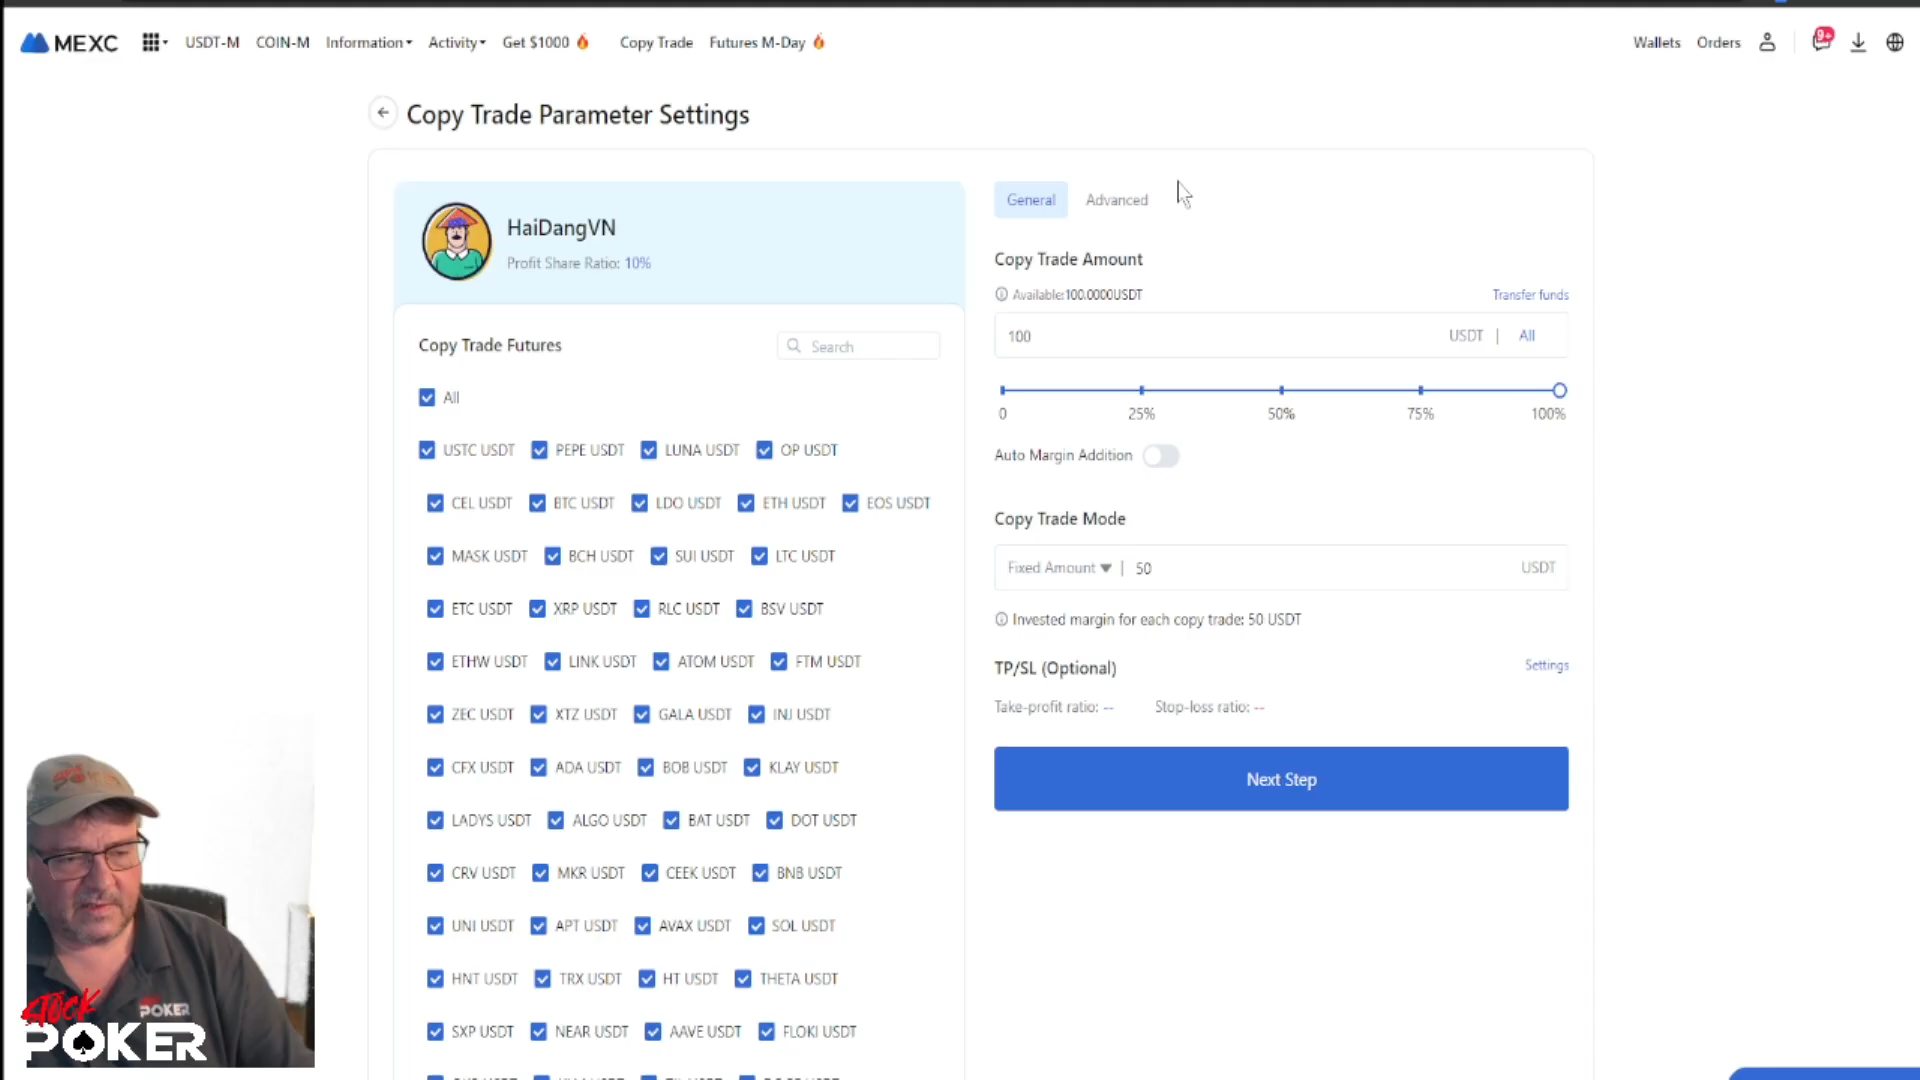 MEXC USDT-M COIN-M Information Activity Get $1000 Copy Trade Futures M-Day Wallets Orders 9+
Copy Trade Parameter Settings
HaiDangVN
Profit Share Ratio: 10%
Copy Trade Futures Search
All
USTC USDT PEPE USDT LUNA USDT OP USDT
CEL USDT BTC USDT LDO USDT ETH USDT EOS USDT
MASK USDT BCH USDT SUI USDT LTC USDT
ETC USDT XRP USDT RLC USDT BSV USDT
ETHW USDT LINK USDT ATOM USDT FTM USDT
ZEC USDT XTZ USDT GALA USDT INJ USDT
CFX USDT ADA USDT BOB USDT KLAY USDT
LADYS USDT ALGO USDT BAT USDT DOT USDT
CRV USDT MKR USDT CEEK USDT BNB USDT
UNI USDT APT USDT AVAX USDT SOL USDT
HNT USDT TRX USDT HT USDT THETA USDT
SXP USDT NEAR USDT AAVE USDT FLOKI USDT
General Advanced
Copy Trade Amount
Available:100.0000USDT Transfer funds
100 USDT | All
0 25% 50% 75% 100%
Auto Margin Addition
Copy Trade Mode
Fixed Amount | 50 USDT
Invested margin for each copy trade: 50 USDT
TP/SL (Optional) Settings
Take-profit ratio: -- Stop-loss ratio: --
Next Step
POKER
STOCK
POKER